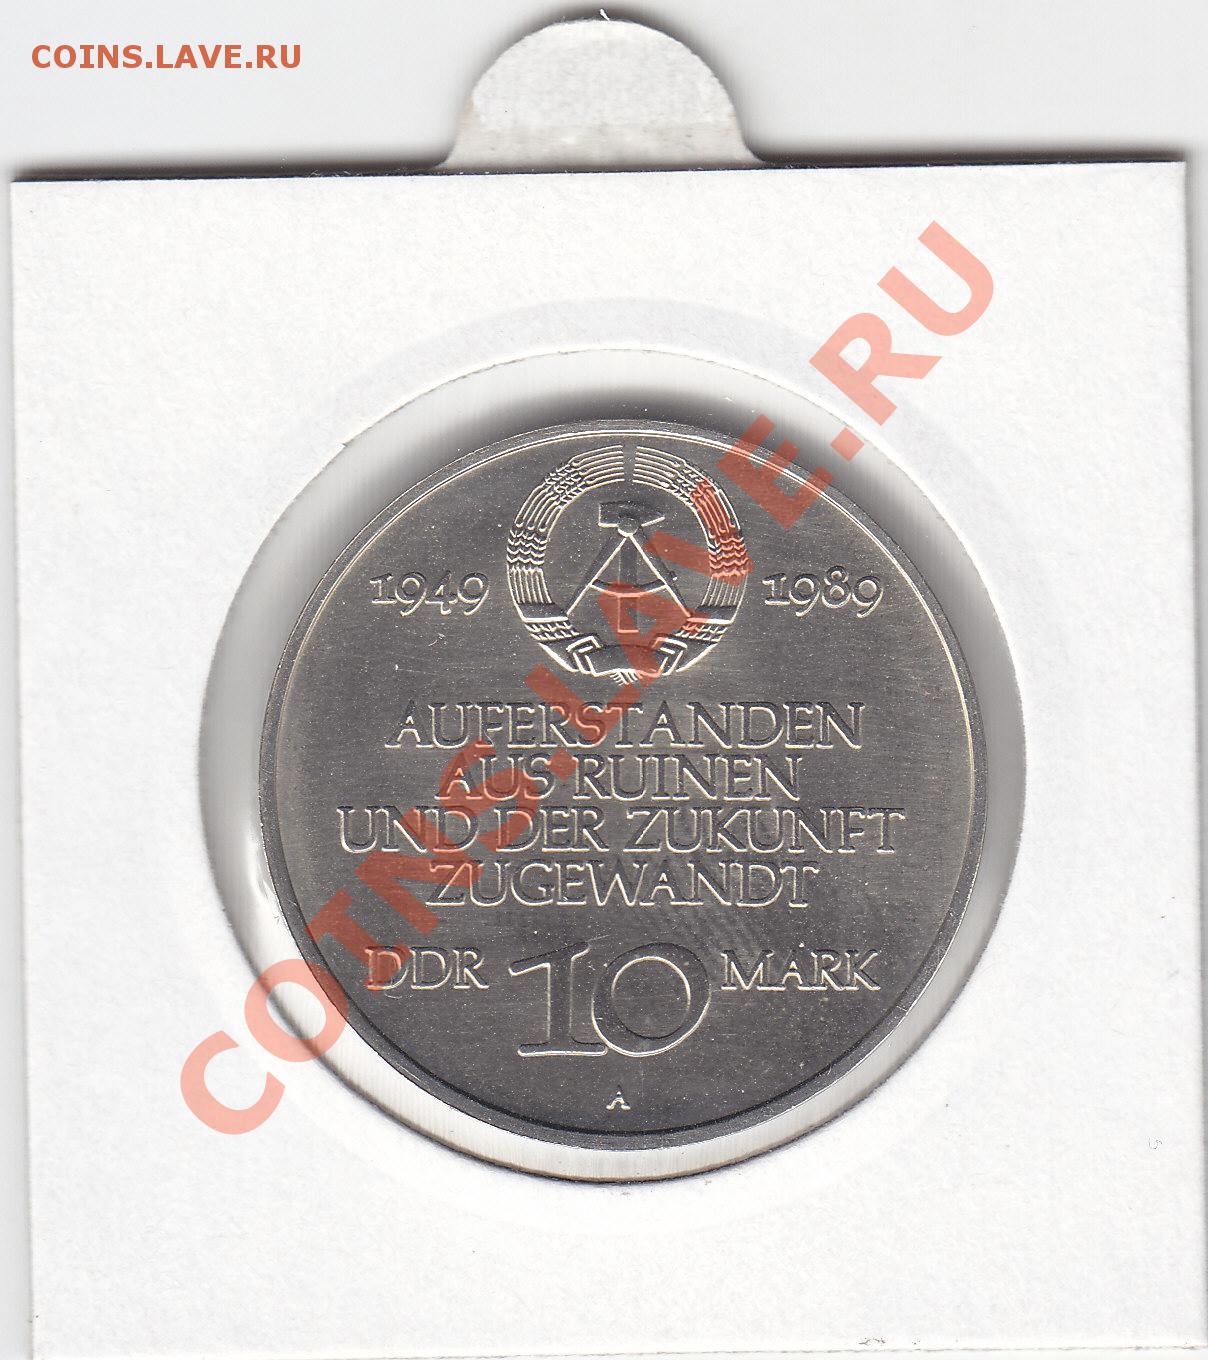 COINS.LAVE.RU
1949 1989
AUFERSTANDEN
AUS RUINEN
UND DER ZUKUNFT
ZUGEWANDT
DDR 10 MARK
A
COINS.LAVE.RU